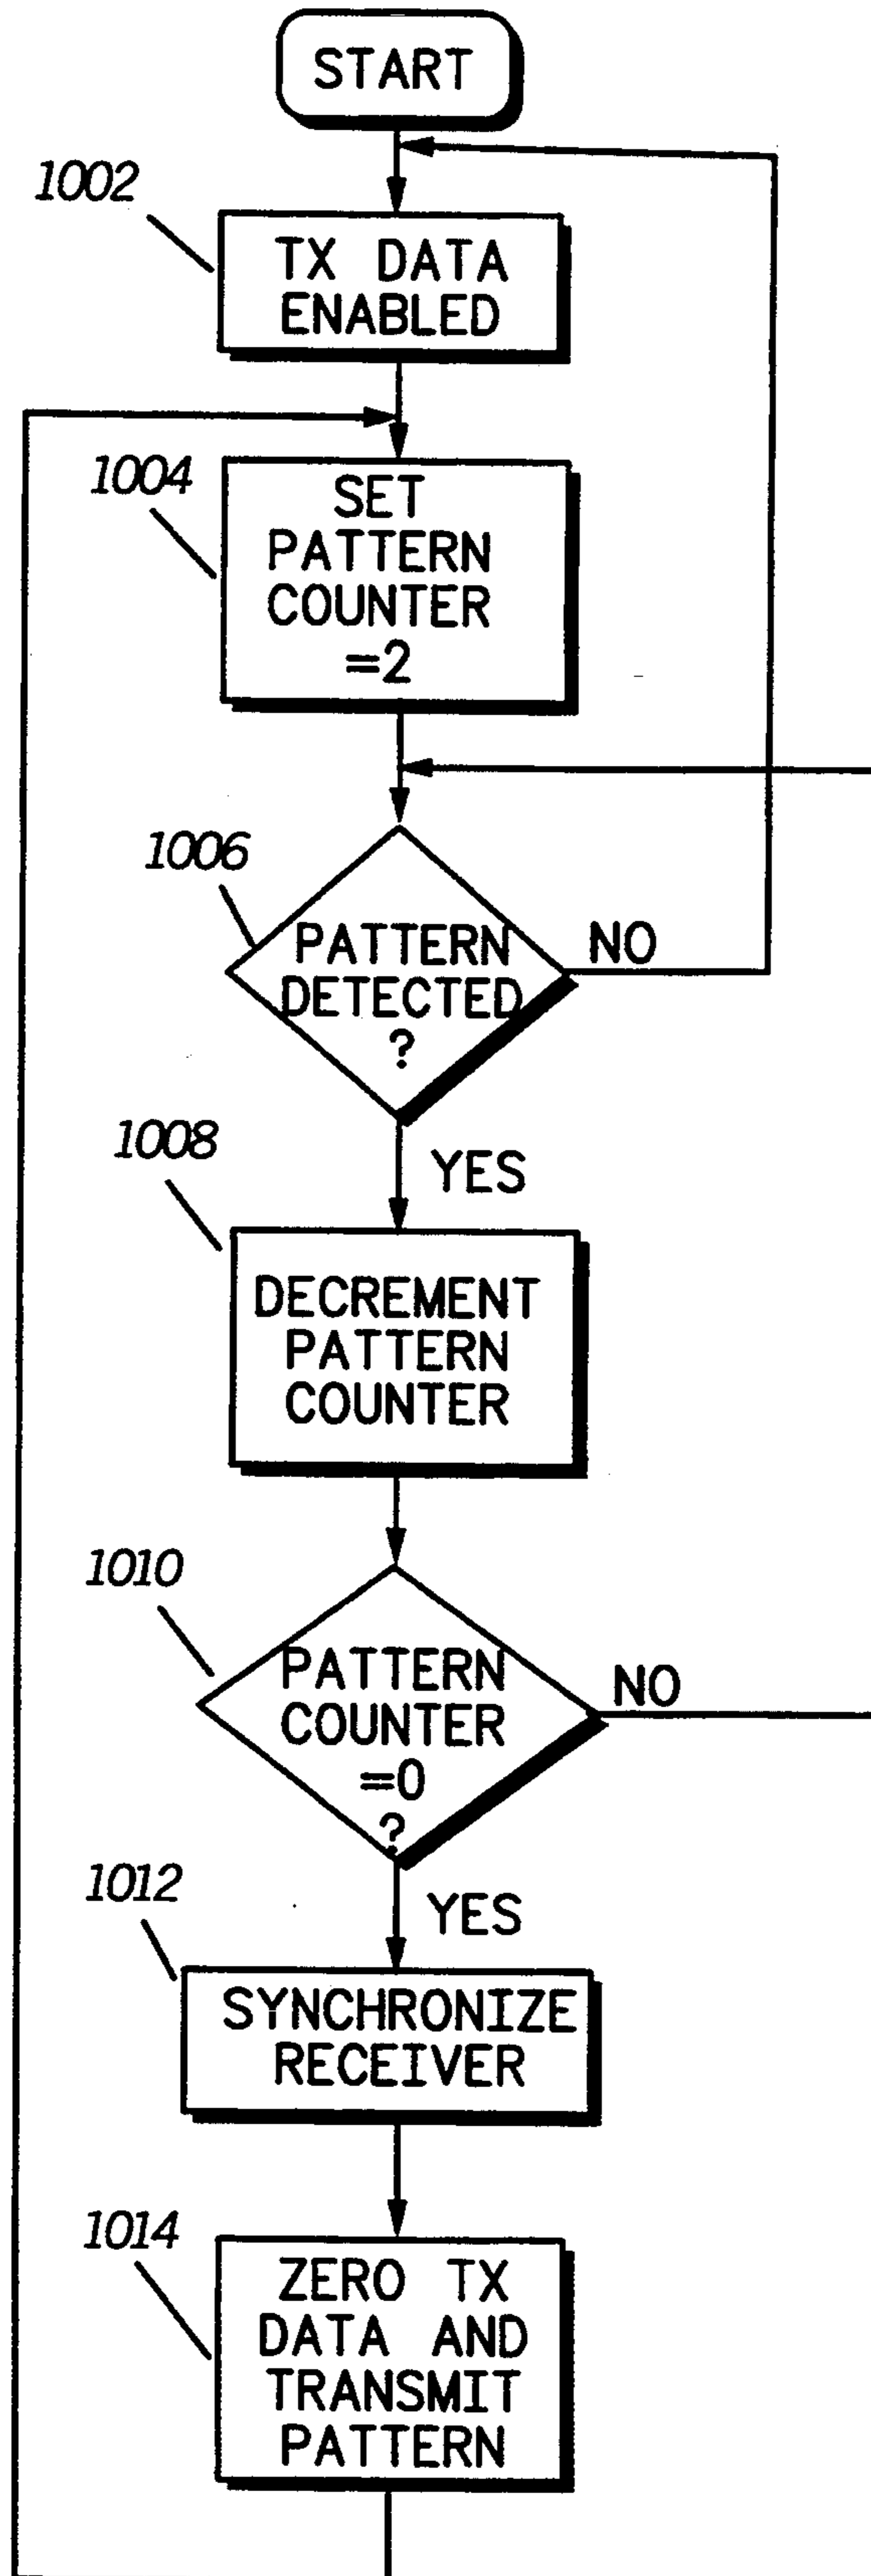 START
1002
TX DATA
ENABLED
1004
SET
PATTERN
COUNTER
=2
1006
PATTERN
DETECTED
?
NO
YES
1008
DECREMENT
PATTERN
COUNTER
1010
PATTERN
COUNTER
=0
?
NO
YES
1012
SYNCHRONIZE
RECEIVER
1014
ZERO TX
DATA AND
TRANSMIT
PATTERN